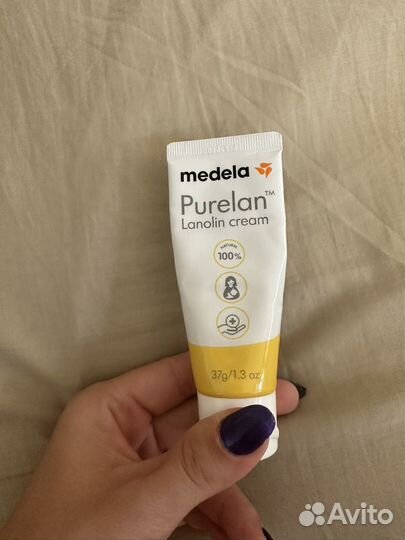 medela
Purelan™
Lanolin cream
NATURAL
100%
37g/1.3 oz
Avito